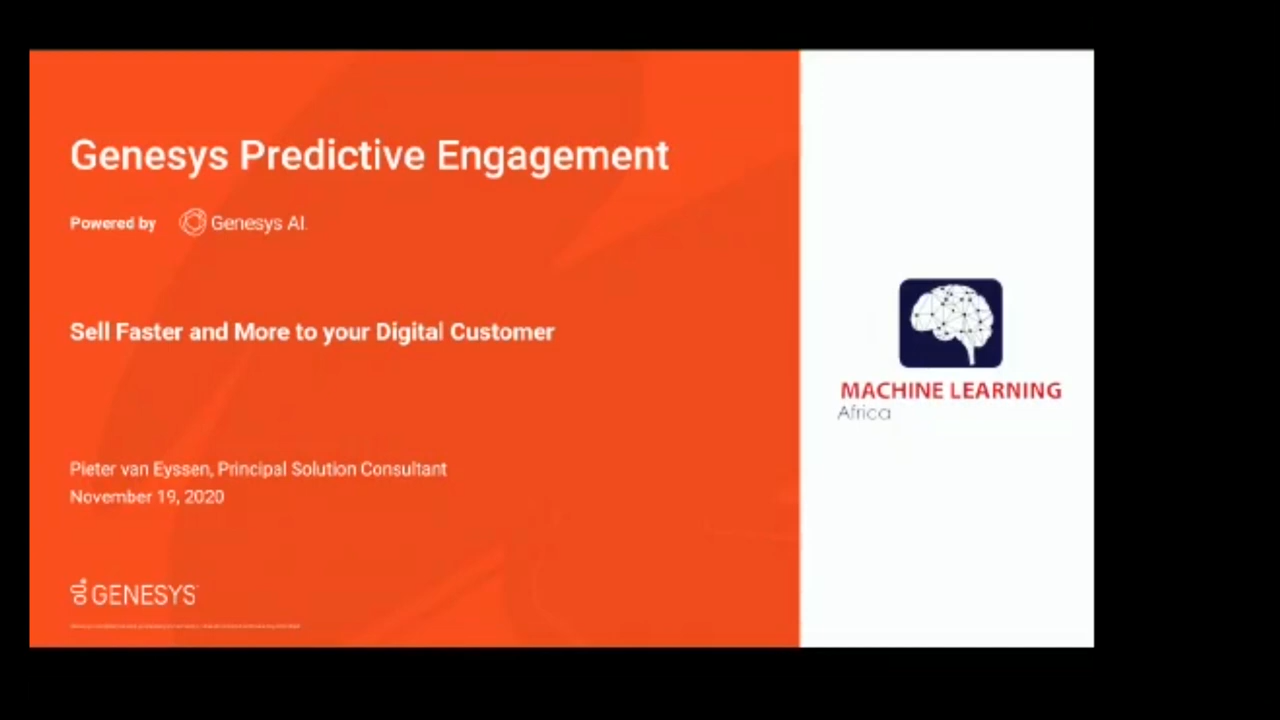 Genesys Predictive Engagement
Powered by Genesys AI.
Sell Faster and More to your Digital Customer
Pieter van Eyssen, Principal Solution Consultant
November 19, 2020
GENESYS
MACHINE LEARNING
Africa